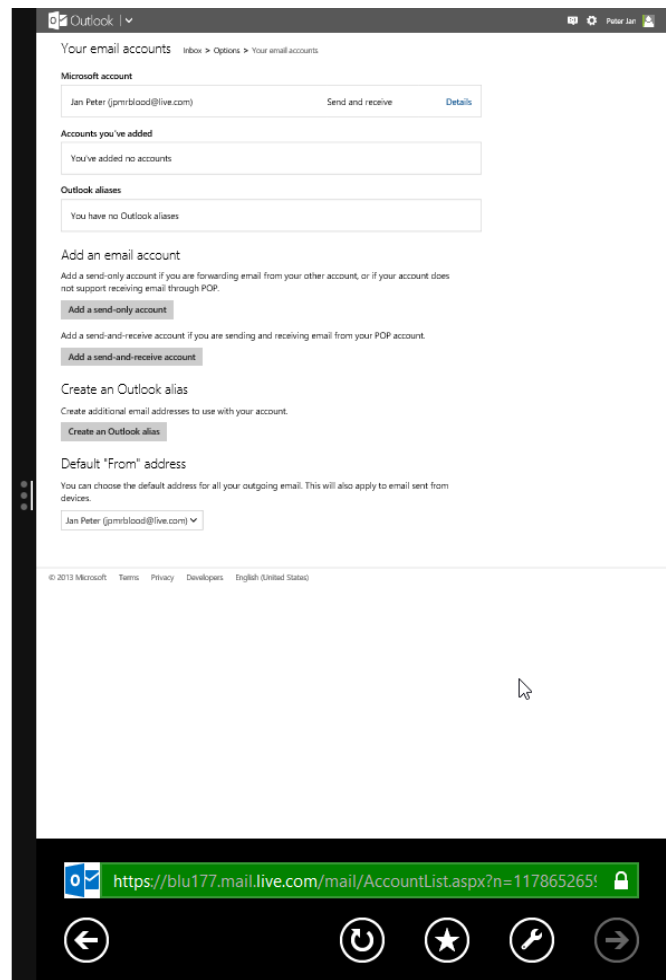 Outlook
Peter Jan
Your email accounts Inbox > Options > Your email accounts
Microsoft account
Jan Peter (jpmrblood@live.com) Send and receive Details
Accounts you've added
You've added no accounts
Outlook aliases
You have no Outlook aliases
Add an email account
Add a send-only account if you are forwarding email from your other account, or if your account does
not support receiving email through POP.
Add a send-only account
Add a send-and-receive account if you are sending and receiving email from your POP account.
Add a send-and-receive account
Create an Outlook alias
Create additional email addresses to use with your account.
Create an Outlook alias
Default "From" address
You can choose the default address for all your outgoing email. This will also apply to email sent from
devices.
Jan Peter (jpmrblood@live.com)
© 2013 Microsoft Terms Privacy Developers English (United States)
https://blu177.mail.live.com/mail/AccountList.aspx?n=1178652659